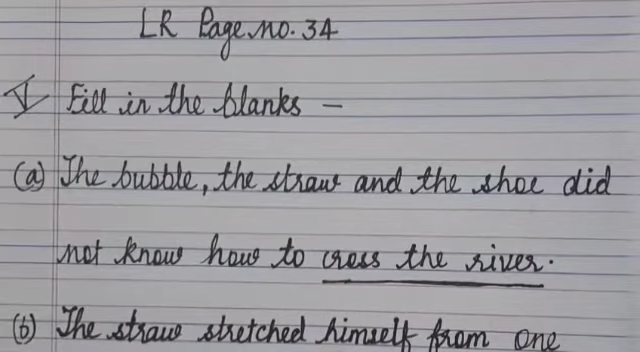 LR Page no. 34
V Fill in the blanks —
(a) The bubble, the straw and the shoe did
not know how to cross the river.
(b) The straw stretched himself from one